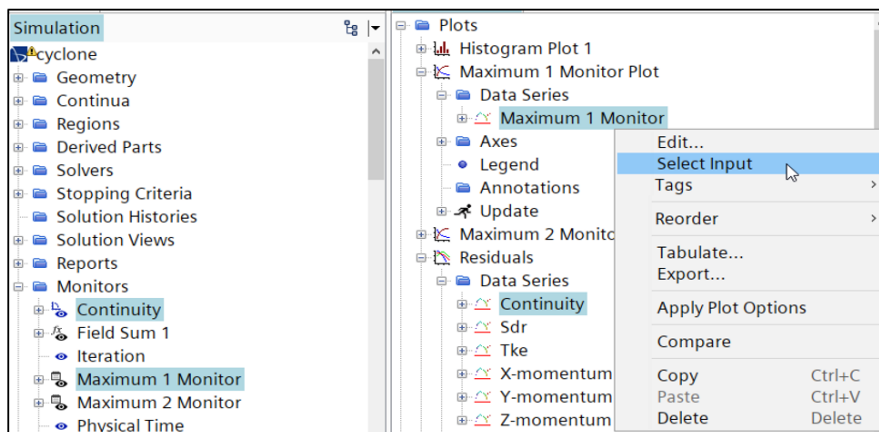 Simulation
cyclone
Geometry
Continua
Regions
Derived Parts
Solvers
Stopping Criteria
Solution Histories
Solution Views
Reports
Monitors
Continuity
Field Sum 1
Iteration
Maximum 1 Monitor
Maximum 2 Monitor
Physical Time
Plots
Histogram Plot 1
Maximum 1 Monitor Plot
Data Series
Maximum 1 Monitor
Axes
Legend
Annotations
Update
Maximum 2 Monito
Residuals
Data Series
Continuity
Sdr
Tke
X-momentum
Y-momentum
Z-momentum
Edit...
Select Input
Tags
Reorder
Tabulate...
Export...
Apply Plot Options
Compare
Copy Ctrl+C
Paste Ctrl+V
Delete Delete